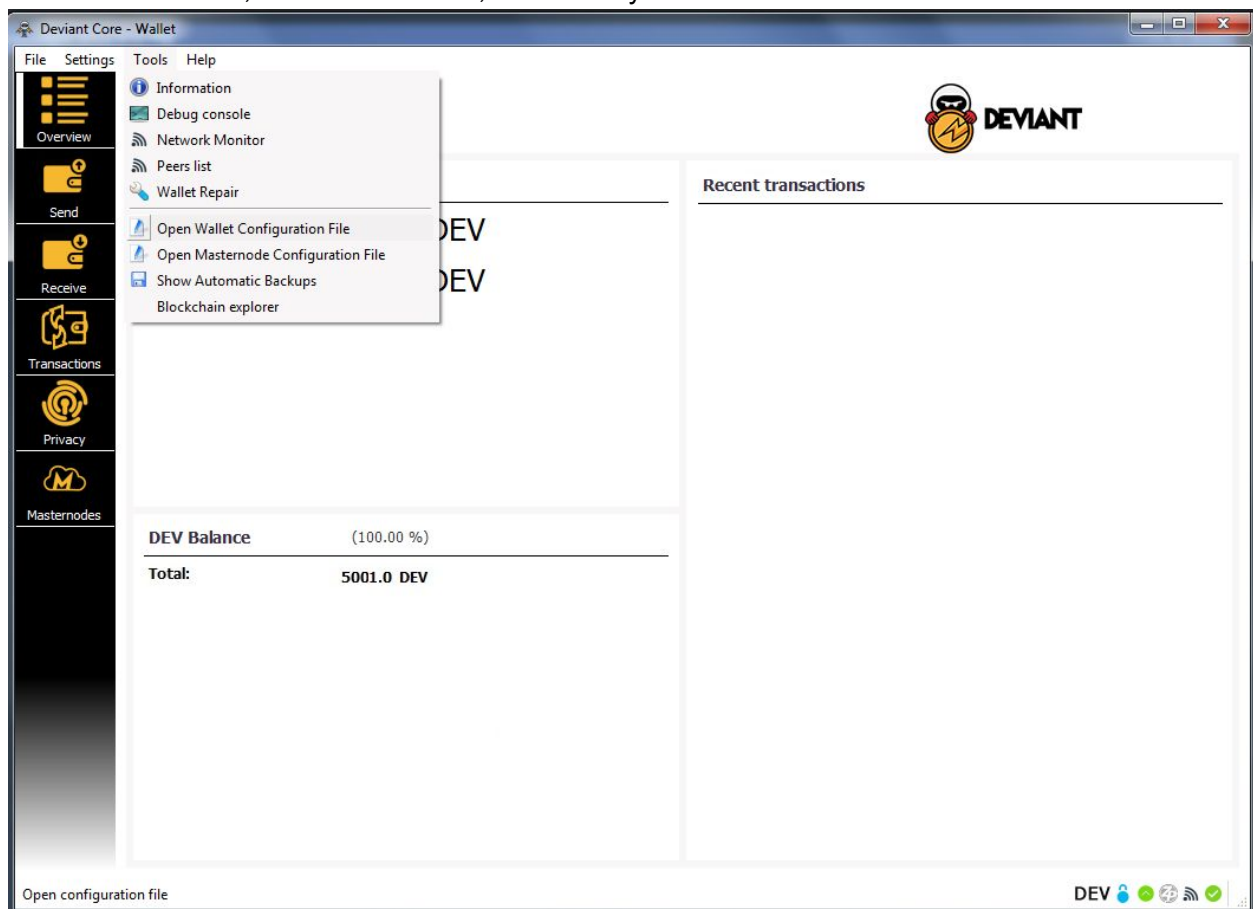 Deviant Core - Wallet
File Settings Tools Help
Information
Debug console
Network Monitor
Peers list
Wallet Repair
Open Wallet Configuration File
Open Masternode Configuration File
Show Automatic Backups
Blockchain explorer
Overview
Send
Receive
Transactions
Privacy
Masternodes
DEVIANT
DEV
DEV
Recent transactions
DEV Balance (100.00 %)
Total: 5001.0 DEV
Open configuration file
DEV